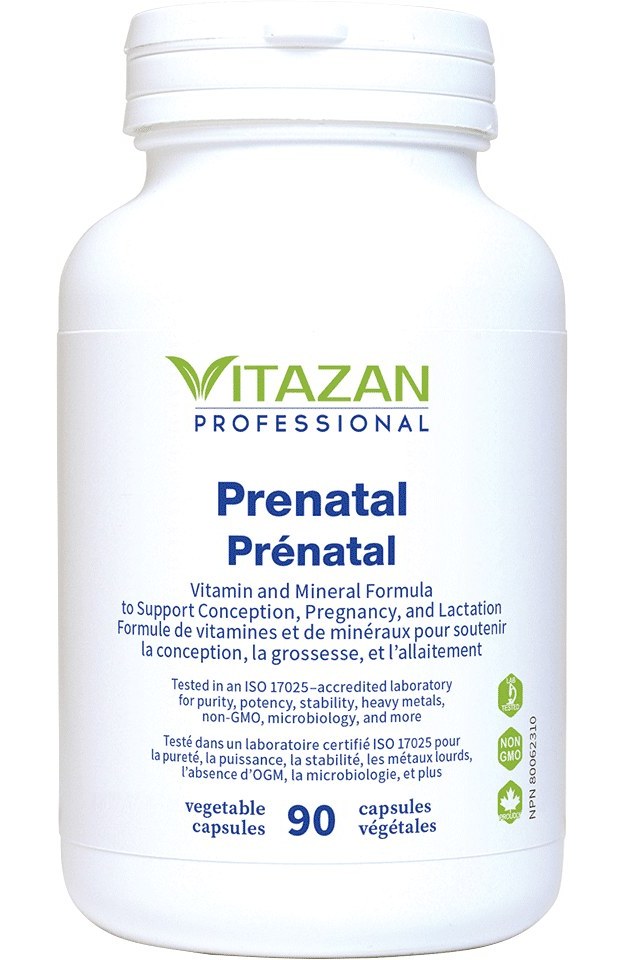 VITAZAN
PROFESSIONAL
Prenatal
Prénatal
Vitamin and Mineral Formula
to Support Conception, Pregnancy, and Lactation
Formule de vitamines et de minéraux pour soutenir
la conception, la grossesse, et l’allaitement
Tested in an ISO 17025–accredited laboratory
for purity, potency, stability, heavy metals,
non-GMO, microbiology, and more
Testé dans un laboratoire certifié ISO 17025 pour
la pureté, la puissance, la stabilité, les métaux lourds,
l’absence d’OGM, la microbiologie, et plus
vegetable
capsules
90
capsules
végétales
LAB
TESTED
NON
GMO
PROUDLY
NPN 80062310